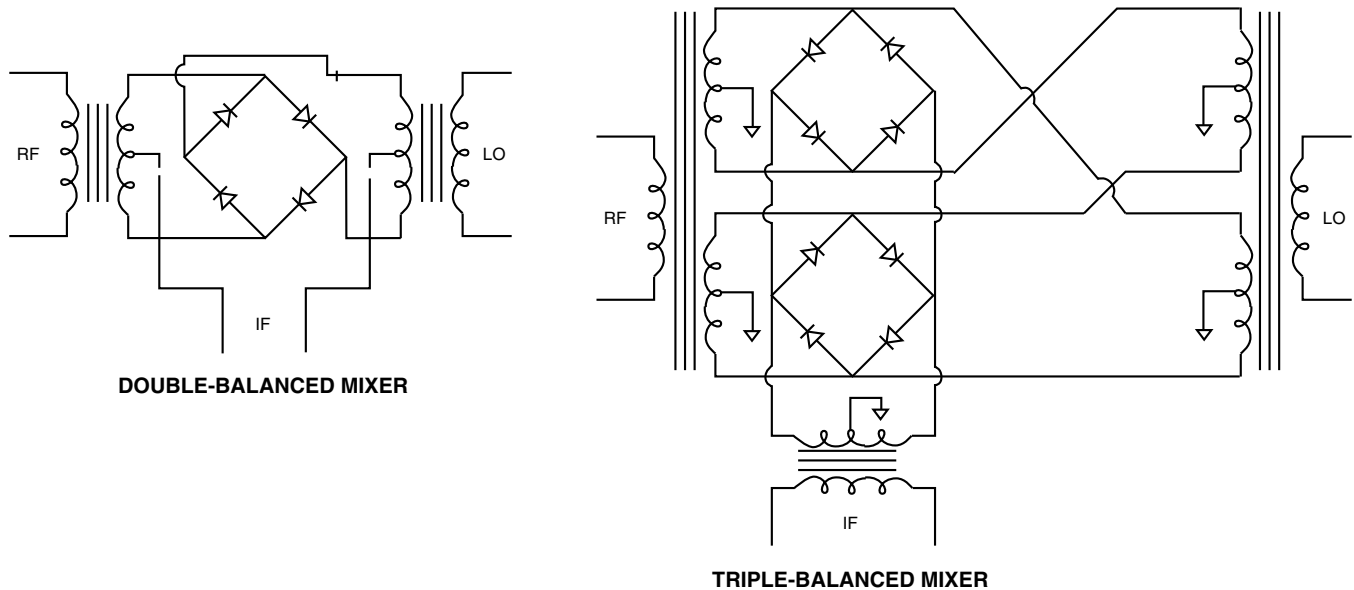 RF
LO
IF
DOUBLE-BALANCED MIXER
RF
LO
IF
TRIPLE-BALANCED MIXER